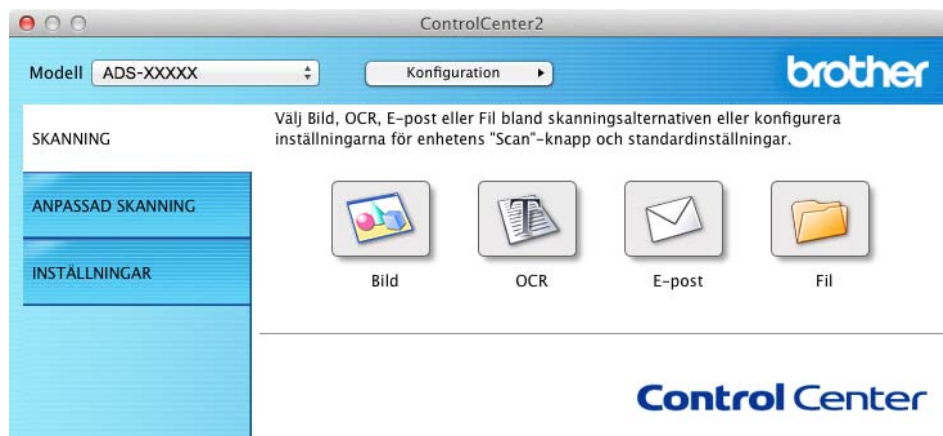 ControlCenter2
Modell ADS-XXXXX Konfiguration brother
SKANNING
ANPASSAD SKANNING
INSTÄLLNINGAR
Välj Bild, OCR, E-post eller Fil bland skanningsalternativen eller konfigurera
inställningarna för enhetens "Scan"-knapp och standardinställningar.
Bild OCR E-post Fil
Control Center